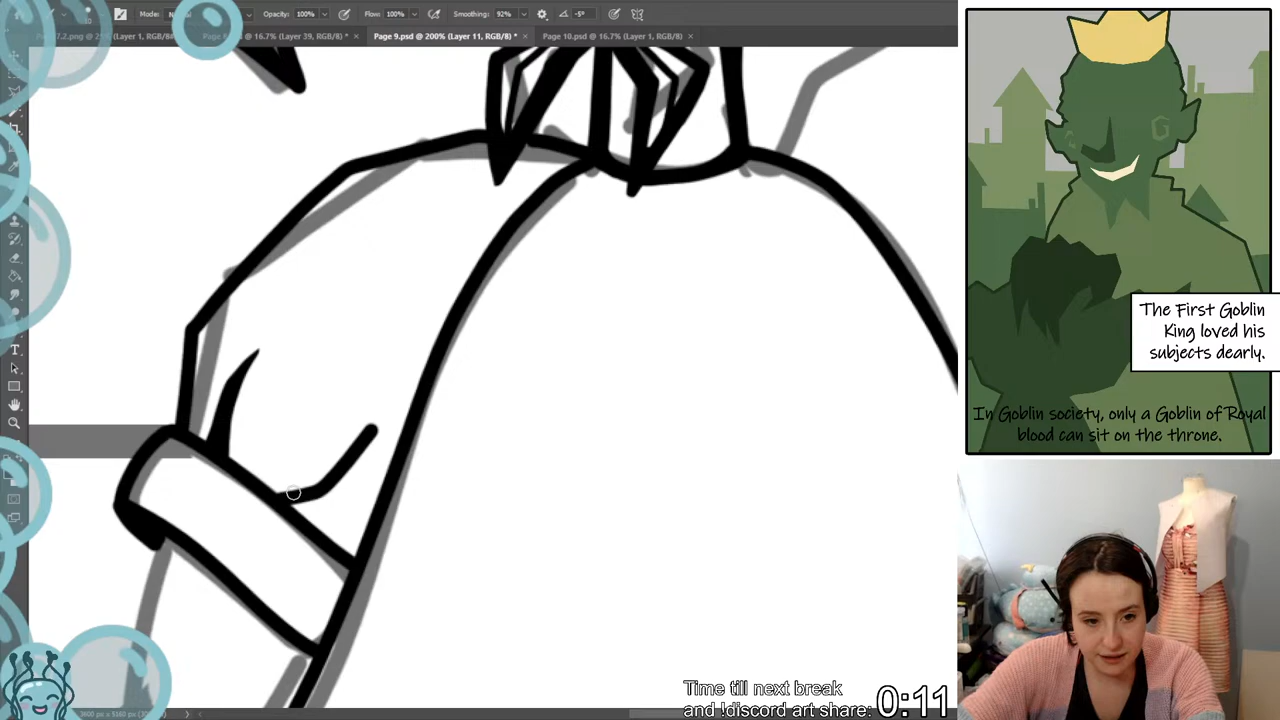 Mode:
Opacity: 100%
Flow: 100%
Smoothing: 92%
-5°
Page 9.psd @ 200% (Layer 11, RGB/8) *
Page 10.psd @ 16.7% (Layer 1, RGB/8)
The First Goblin
King loved his
subjects dearly.
In Goblin society, only a Goblin of Royal
blood can sit on the throne.
Time till next break
and !discord art share:
0:11